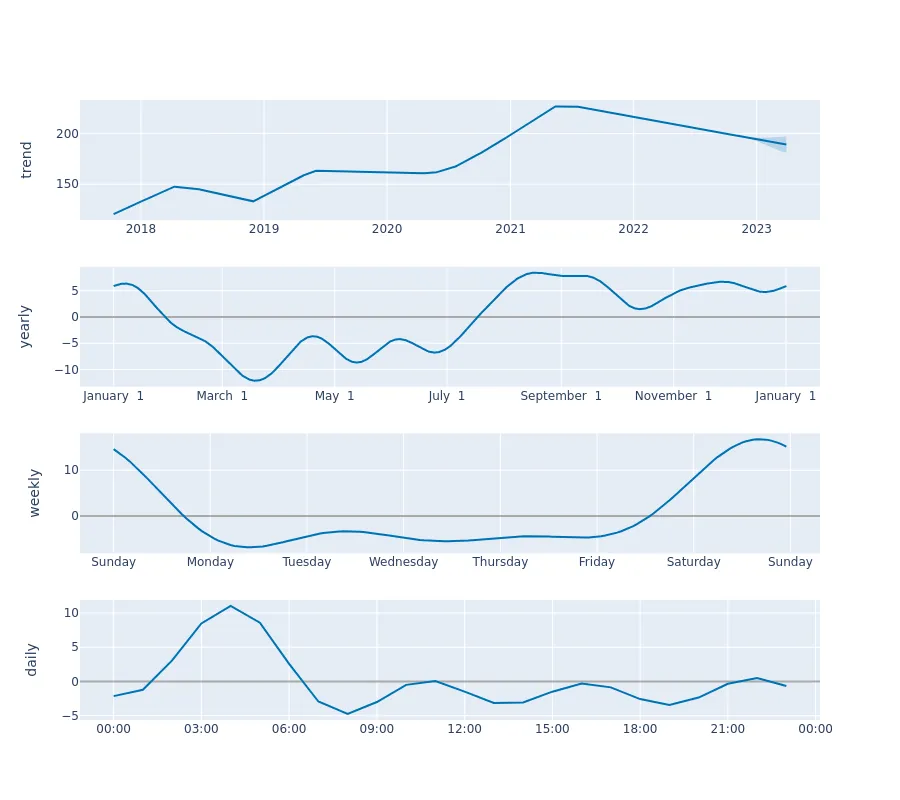 trend
200
150
2018 2019 2020 2021 2022 2023
yearly
5
0
−5
−10
January 1 March 1 May 1 July 1 September 1 November 1 January 1
weekly
10
0
Sunday Monday Tuesday Wednesday Thursday Friday Saturday Sunday
daily
10
5
0
−5
00:00 03:00 06:00 09:00 12:00 15:00 18:00 21:00 00:00